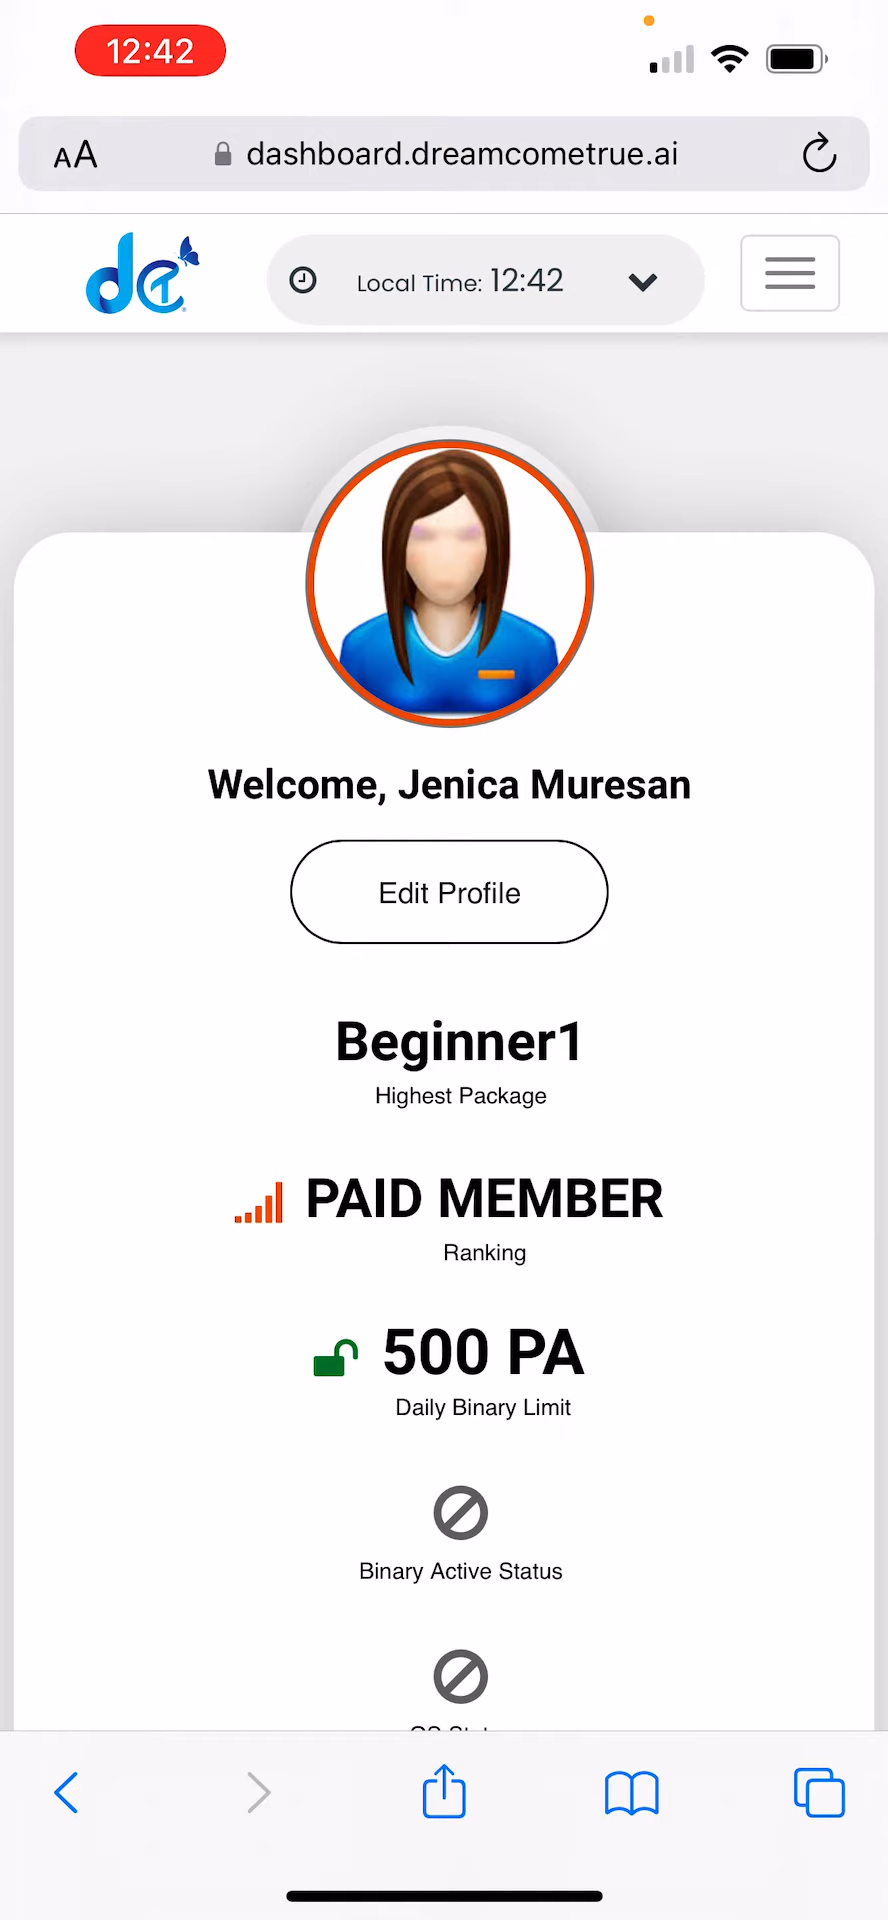 12:42
AA
dashboard.dreamcometrue.ai
Local Time: 12:42
Welcome, Jenica Muresan
Edit Profile
Beginner1
Highest Package
PAID MEMBER
Ranking
500 PA
Daily Binary Limit
Binary Active Status